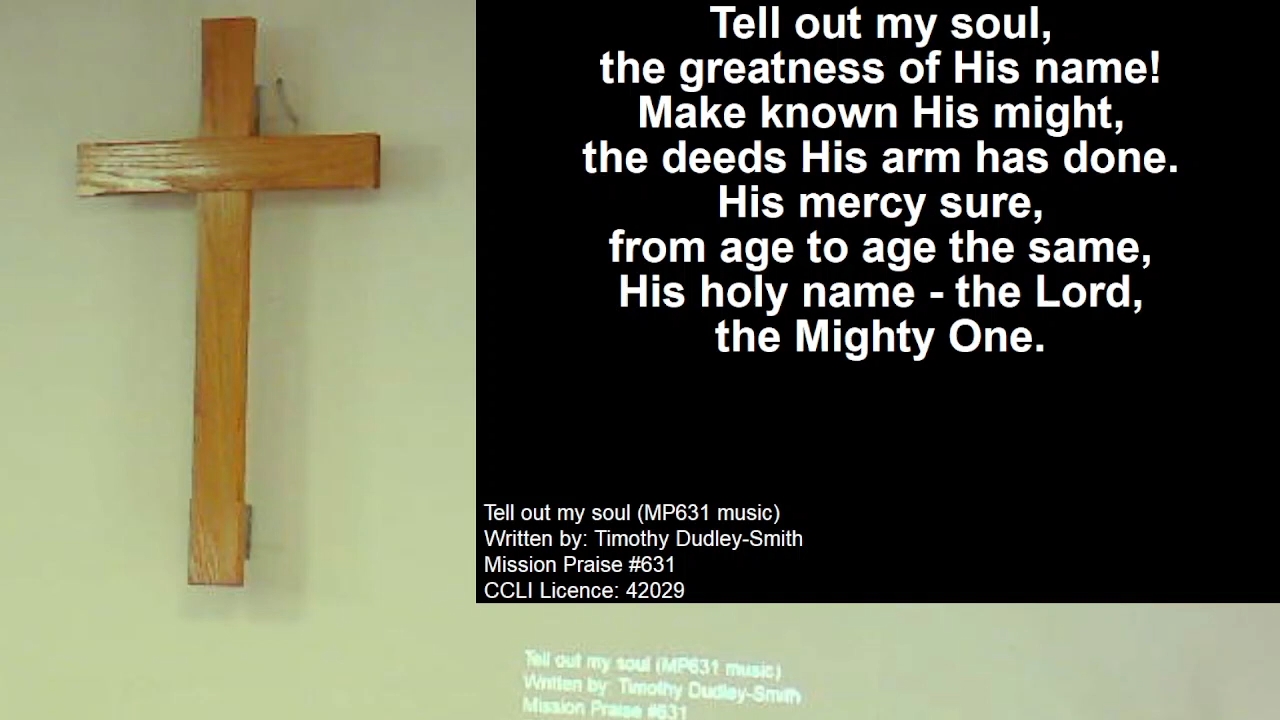 Tell out my soul,
the greatness of His name!
Make known His might,
the deeds His arm has done.
His mercy sure,
from age to age the same,
His holy name - the Lord,
the Mighty One.
Tell out my soul (MP631 music)
Written by: Timothy Dudley-Smith
Mission Praise #631
CCLI Licence: 42029
Tell out my soul (MP631 music)
Written by: Timothy Dudley-Smith
Mission Praise #631